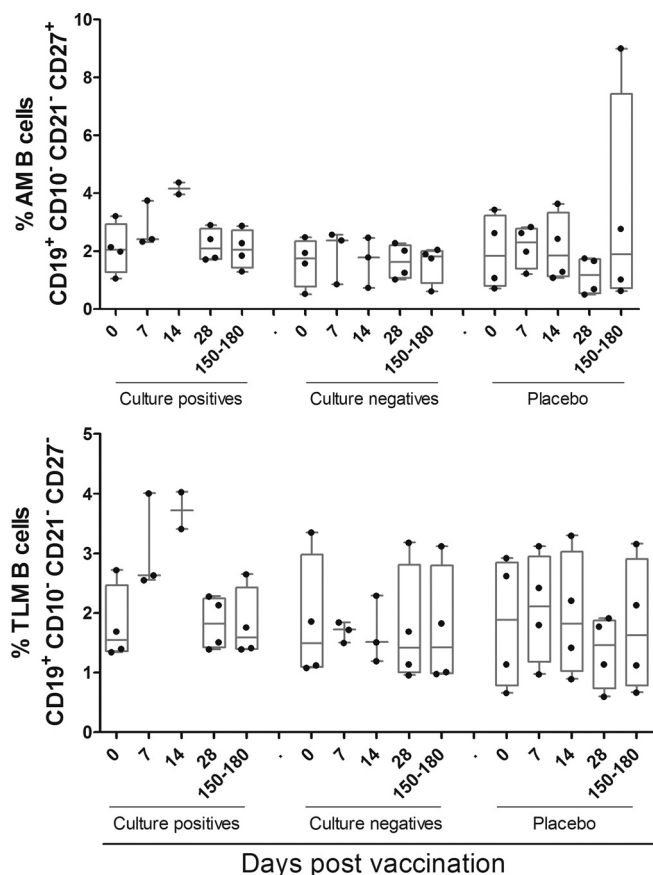 % AM B cells
CD19+ CD10- CD21- CD27+
10
8
6
4
2
0
0 7 14 28 150-180 . 0 7 14 28 150-180 . 0 7 14 28 150-180
Culture positives Culture negatives Placebo
% TLM B cells
CD19+ CD10- CD21- CD27-
5
4
3
2
1
0
0 7 14 28 150-180 . 0 7 14 28 150-180 . 0 7 14 28 150-180
Culture positives Culture negatives Placebo
Days post vaccination